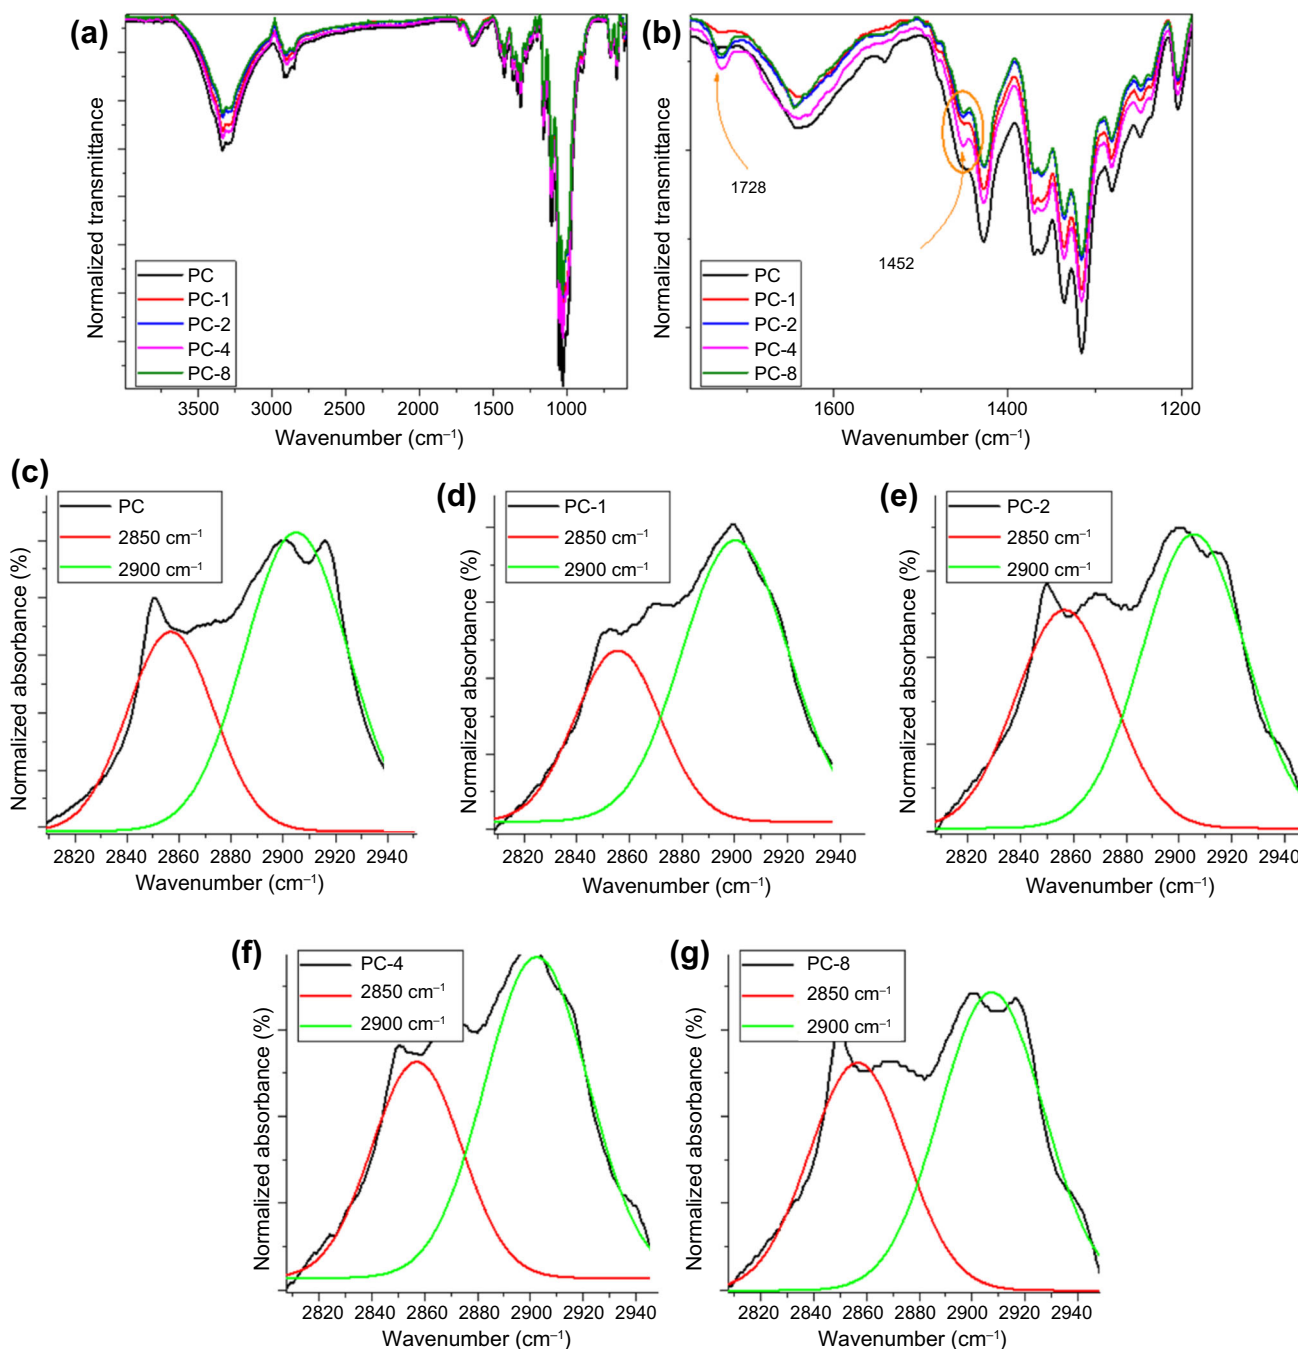 (a)
Normalized transmittance
PC
PC-1
PC-2
PC-4
PC-8
3500 3000 2500 2000 1500 1000
Wavenumber (cm⁻¹)
(b)
Normalized transmittance
1728
1452
PC
PC-1
PC-2
PC-4
PC-8
1600 1400 1200
Wavenumber (cm⁻¹)
(c)
Normalized absorbance (%)
PC
2850 cm⁻¹
2900 cm⁻¹
2820 2840 2860 2880 2900 2920 2940
Wavenumber (cm⁻¹)
(d)
Normalized absorbance (%)
PC-1
2850 cm⁻¹
2900 cm⁻¹
2820 2840 2860 2880 2900 2920 2940
Wavenumber (cm⁻¹)
(e)
Normalized absorbance (%)
PC-2
2850 cm⁻¹
2900 cm⁻¹
2820 2840 2860 2880 2900 2920 2940
Wavenumber (cm⁻¹)
(f)
Normalized absorbance (%)
PC-4
2850 cm⁻¹
2900 cm⁻¹
2820 2840 2860 2880 2900 2920 2940
Wavenumber (cm⁻¹)
(g)
Normalized absorbance (%)
PC-8
2850 cm⁻¹
2900 cm⁻¹
2820 2840 2860 2880 2900 2920 2940
Wavenumber (cm⁻¹)